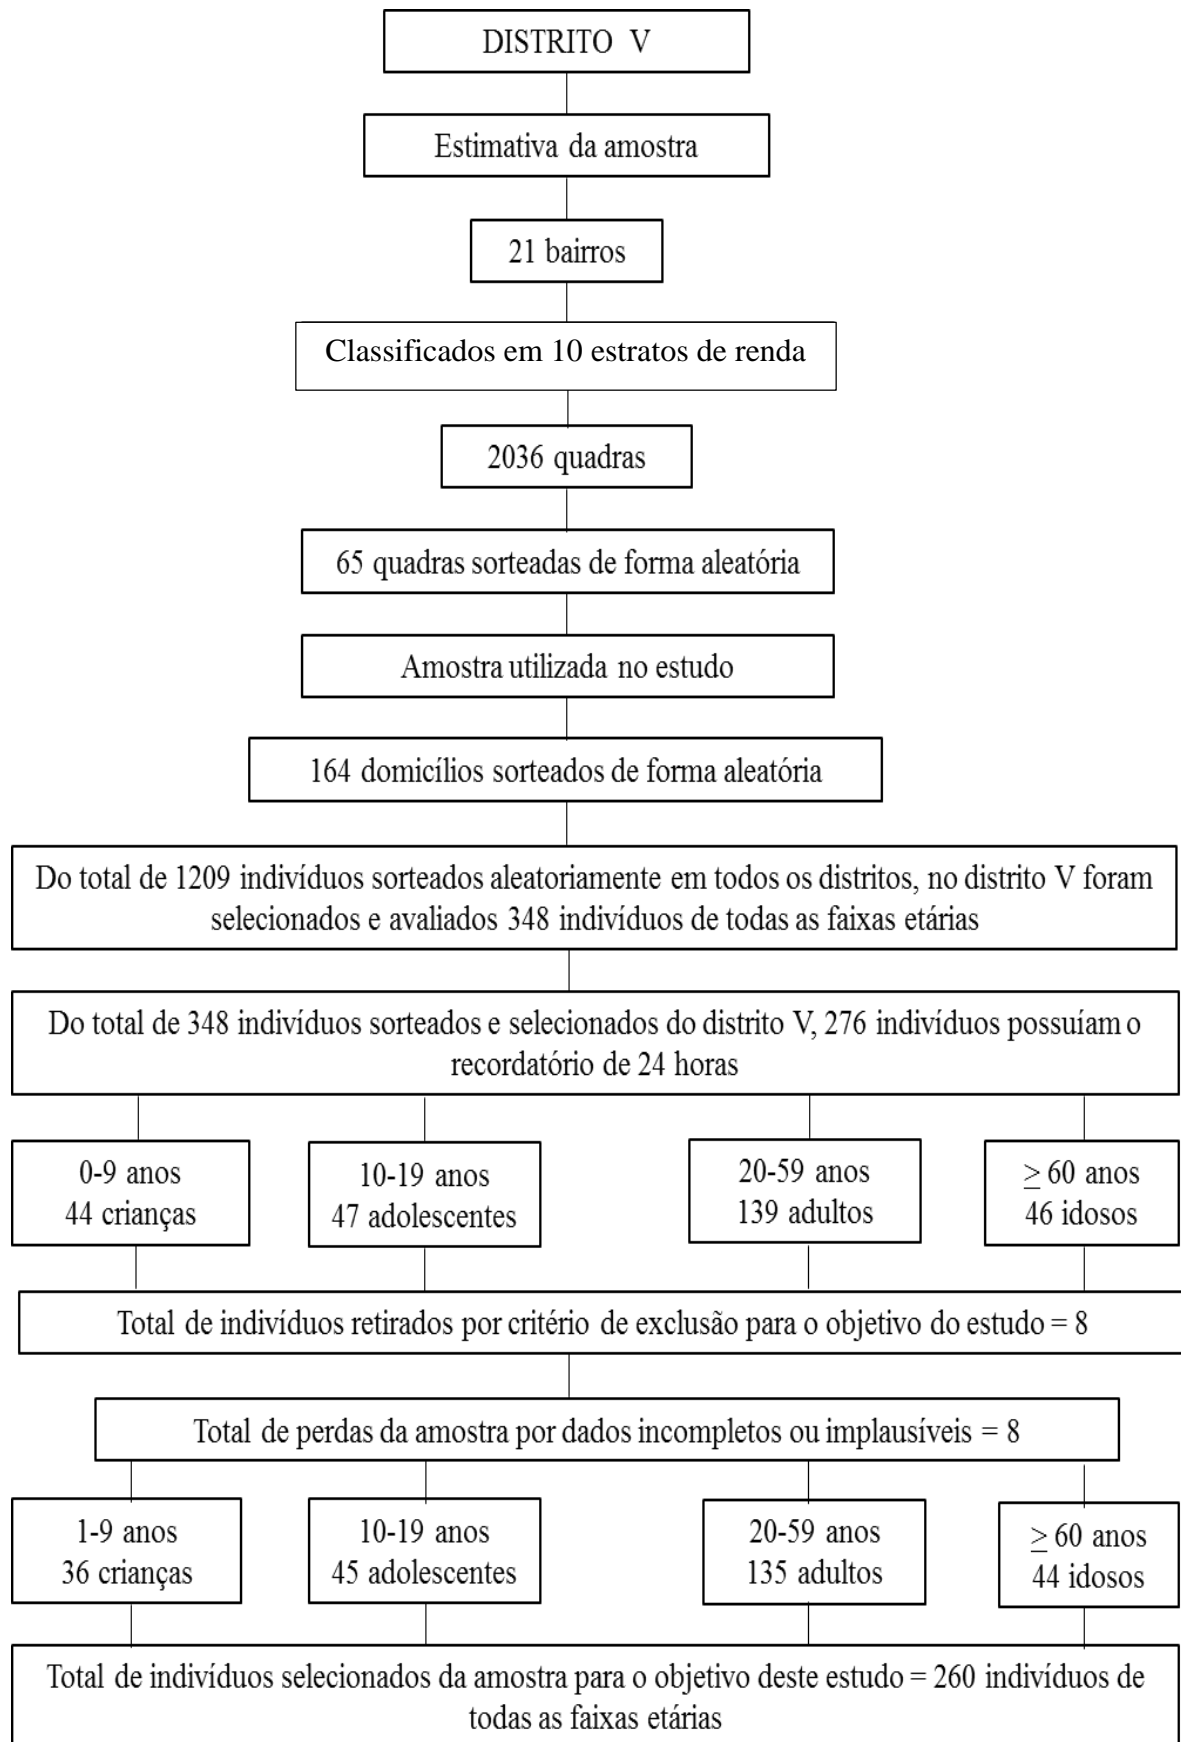 DISTRITO V
Estimativa da amostra
21 bairros
Classificados em 10 estratos de renda
2036 quadras
65 quadras sorteadas de forma aleatória
Amostra utilizada no estudo
164 domicílios sorteados de forma aleatória
Do total de 1209 indivíduos sorteados aleatoriamente em todos os distritos, no distrito V foram
selecionados e avaliados 348 indivíduos de todas as faixas etárias
Do total de 348 indivíduos sorteados e selecionados do distrito V, 276 indivíduos possuíam o
recordatório de 24 horas
0-9 anos
44 crianças
10-19 anos
47 adolescentes
20-59 anos
139 adultos
≥ 60 anos
46 idosos
Total de indivíduos retirados por critério de exclusão para o objetivo do estudo = 8
Total de perdas da amostra por dados incompletos ou implausíveis = 8
1-9 anos
36 crianças
10-19 anos
45 adolescentes
20-59 anos
135 adultos
≥ 60 anos
44 idosos
Total de indivíduos selecionados da amostra para o objetivo deste estudo = 260 indivíduos de
todas as faixas etárias